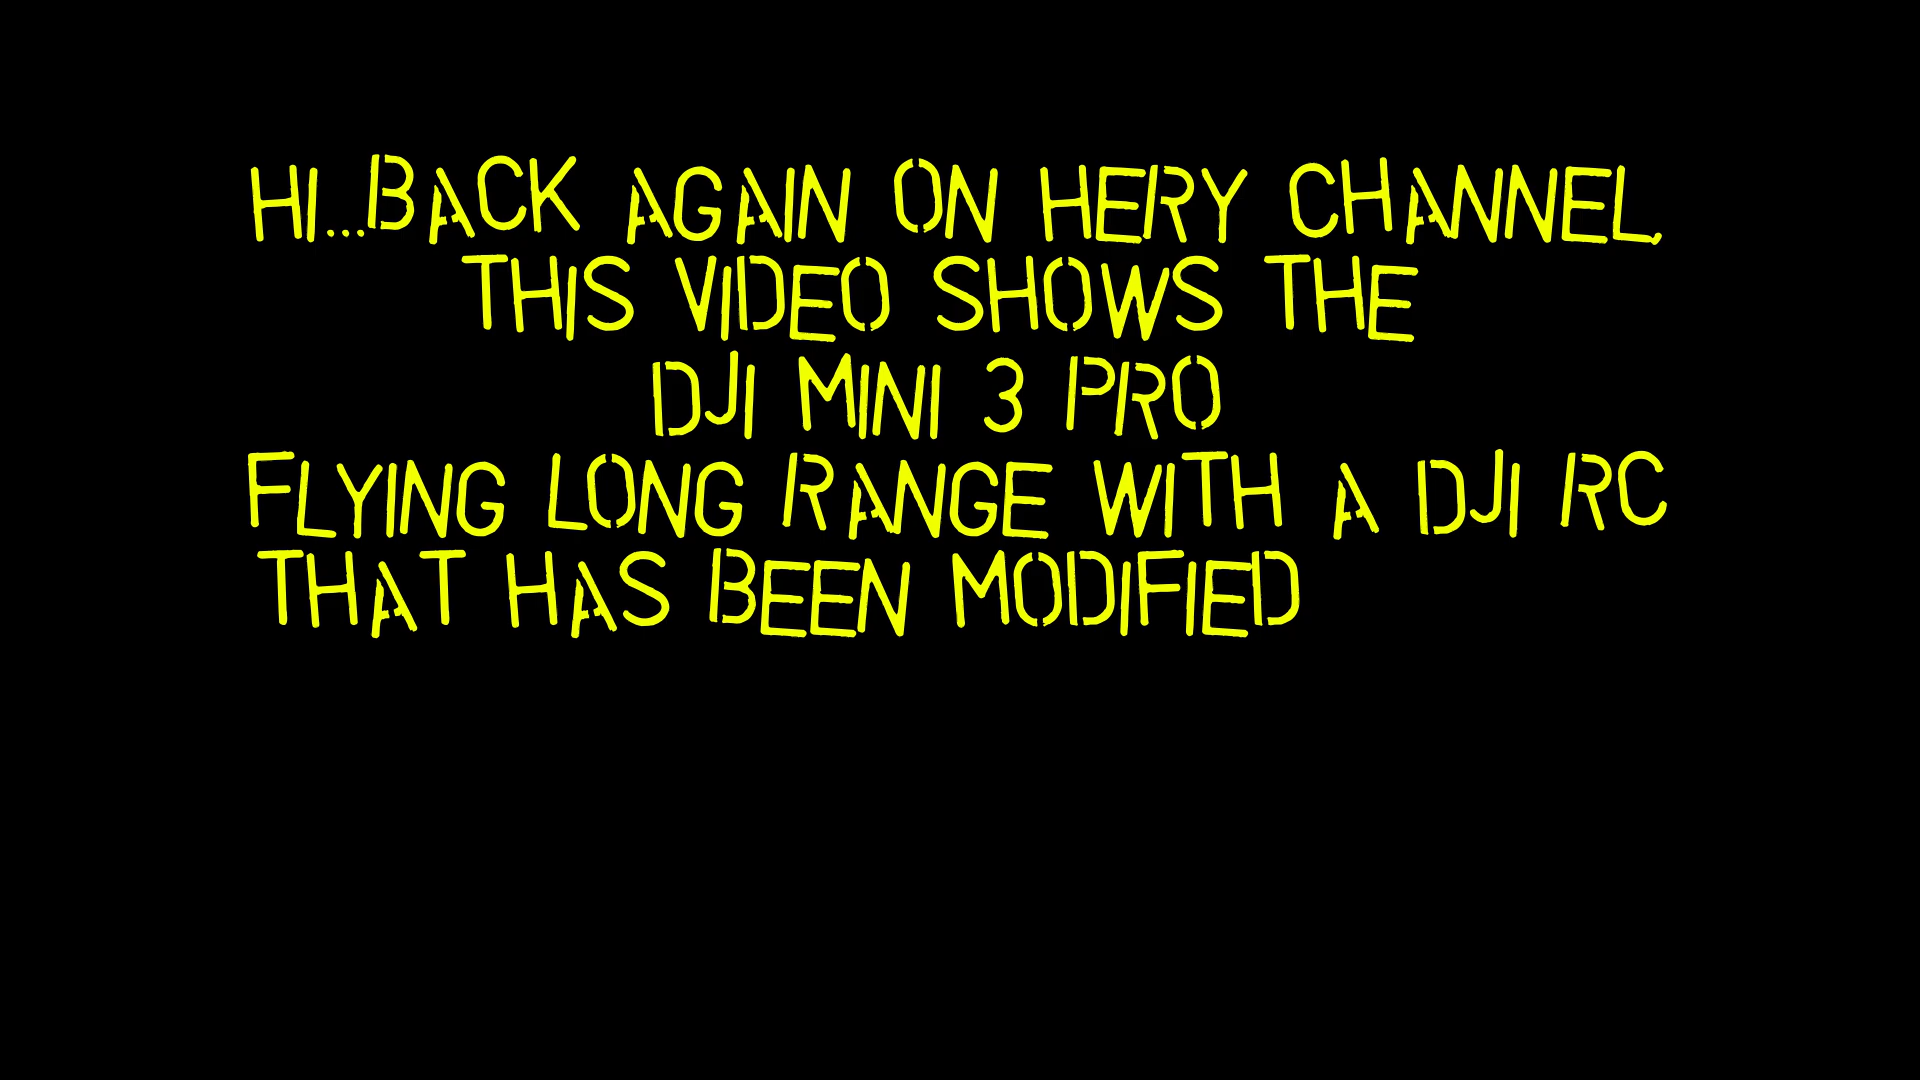 HI...BACK AGAIN ON HERY CHANNEL,
THIS VIDEO SHOWS THE
DJI MINI 3 PRO
FLYING LONG RANGE WITH A DJI RC
THAT HAS BEEN MODIFIED